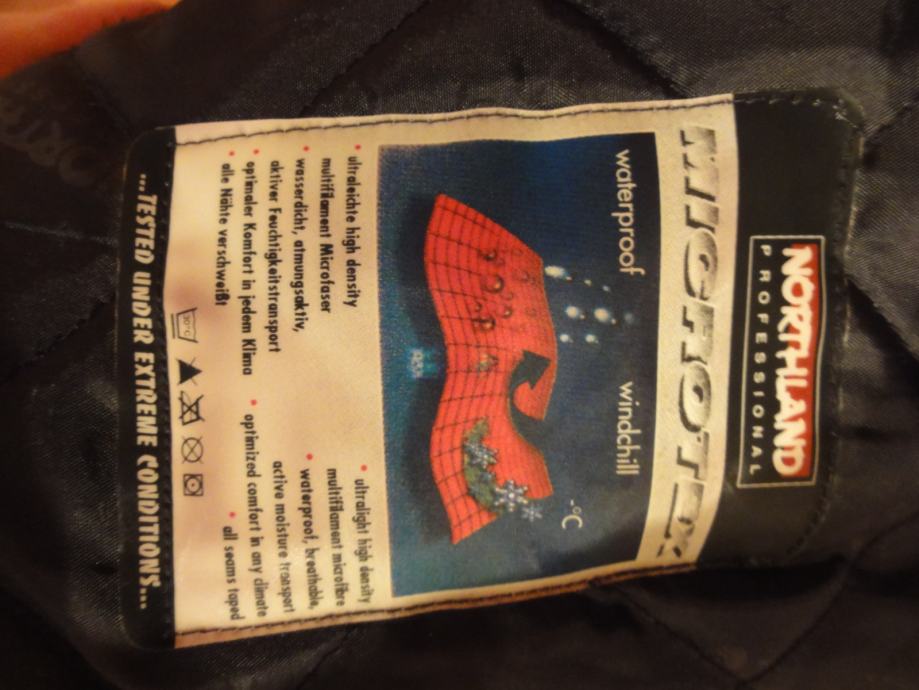 NORTHLAND
PROFESSIONAL
MICROTEX
waterproof
windchill
-°C
• ultraleichte high density
multifilament Microfaser
• wasserdicht, atmungsaktiv,
aktiver Feuchtigkeitstransport
• optimaler Komfort in jedem Klima
• alle Nähte verschweißt
• ultralight high density
multifilament microfibre
• waterproof, breathable,
active moisture transport
• optimized comfort in any climate
• all seams taped
30°C
...TESTED UNDER EXTREME CONDITIONS...